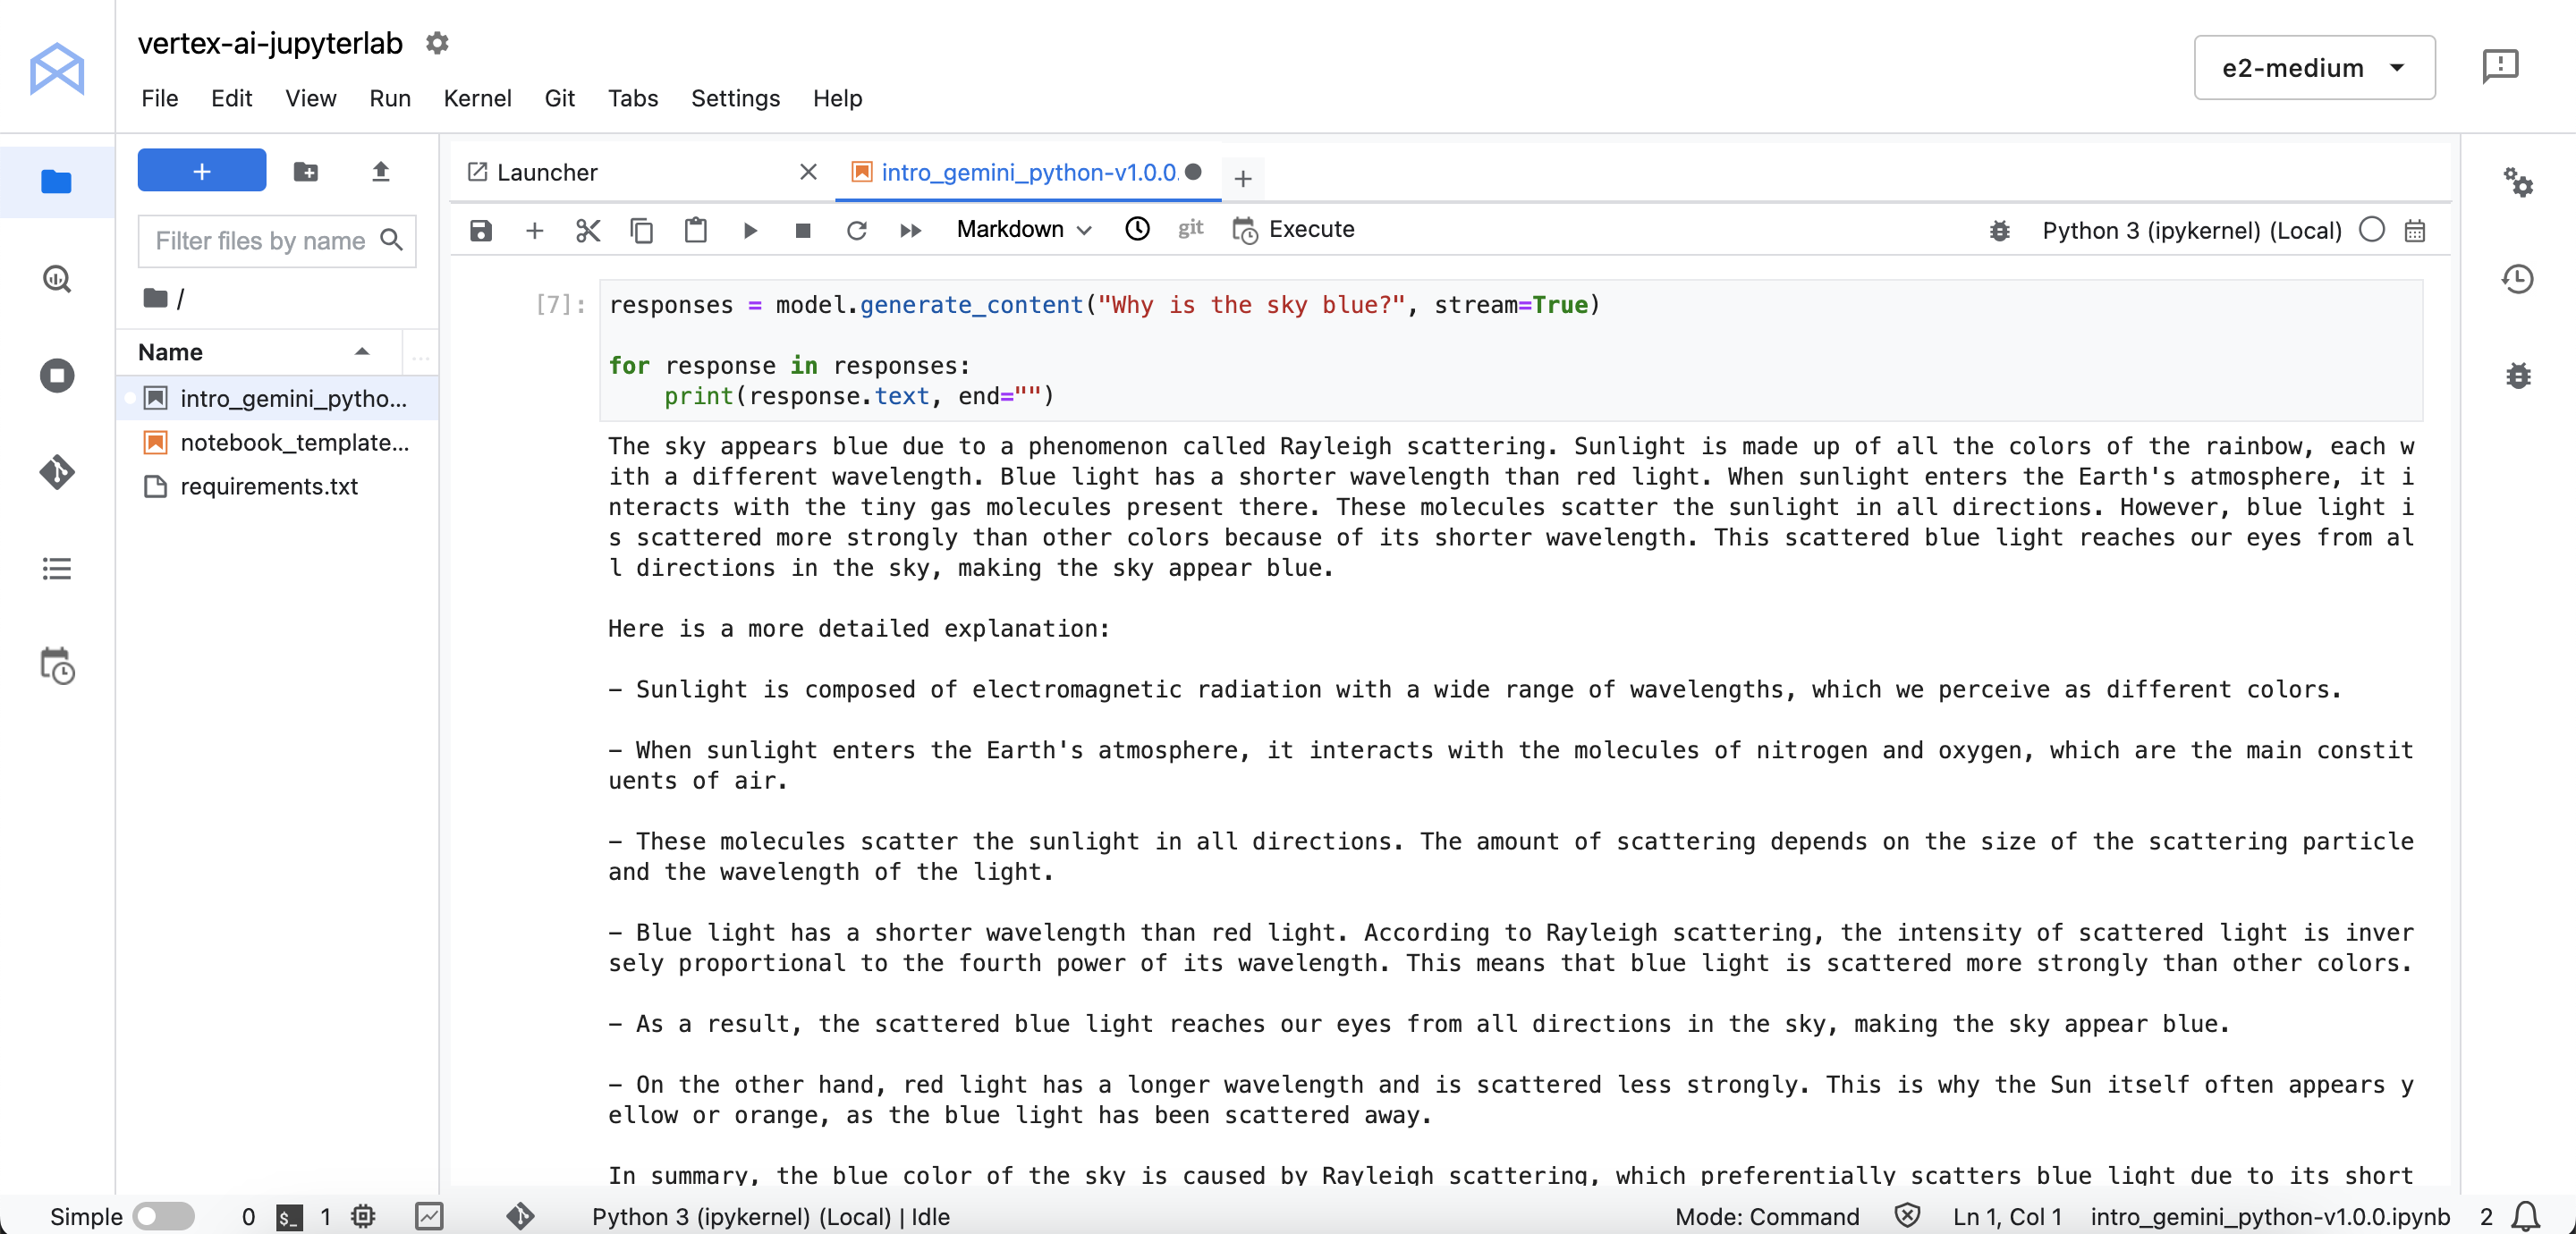 vertex-ai-jupyterlab
File Edit View Run Kernel Git Tabs Settings Help
e2-medium
+
Filter files by name
/
Name
...
intro_gemini_pytho...
notebook_template...
requirements.txt
Launcher
intro_gemini_python-v1.0.0.
+
Markdown
git
Execute
Python 3 (ipykernel) (Local)
[7]:
responses = model.generate_content("Why is the sky blue?", stream=True)
for response in responses:
    print(response.text, end="")
The sky appears blue due to a phenomenon called Rayleigh scattering. Sunlight is made up of all the colors of the rainbow, each w
ith a different wavelength. Blue light has a shorter wavelength than red light. When sunlight enters the Earth's atmosphere, it i
nteracts with the tiny gas molecules present there. These molecules scatter the sunlight in all directions. However, blue light i
s scattered more strongly than other colors because of its shorter wavelength. This scattered blue light reaches our eyes from al
l directions in the sky, making the sky appear blue.
Here is a more detailed explanation:
– Sunlight is composed of electromagnetic radiation with a wide range of wavelengths, which we perceive as different colors.
– When sunlight enters the Earth's atmosphere, it interacts with the molecules of nitrogen and oxygen, which are the main constit
uents of air.
– These molecules scatter the sunlight in all directions. The amount of scattering depends on the size of the scattering particle
and the wavelength of the light.
– Blue light has a shorter wavelength than red light. According to Rayleigh scattering, the intensity of scattered light is inver
sely proportional to the fourth power of its wavelength. This means that blue light is scattered more strongly than other colors.
– As a result, the scattered blue light reaches our eyes from all directions in the sky, making the sky appear blue.
– On the other hand, red light has a longer wavelength and is scattered less strongly. This is why the Sun itself often appears y
ellow or orange, as the blue light has been scattered away.
In summary, the blue color of the sky is caused by Rayleigh scattering, which preferentially scatters blue light due to its short
Simple
0
$_
1
Python 3 (ipykernel) (Local) | Idle
Mode: Command
Ln 1, Col 1
intro_gemini_python-v1.0.0.ipynb
2